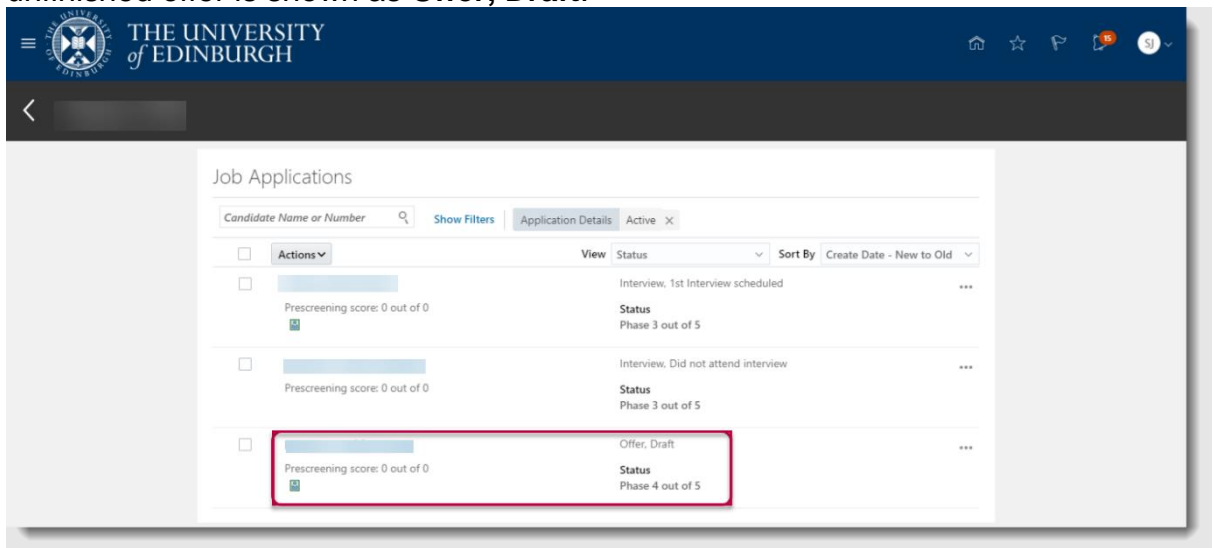 unfinished offer is shown as Offer, Draft.
THE UNIVERSITY
of EDINBURGH
15
SJ
Job Applications
Candidate Name or Number
Show Filters
Application Details Active
Actions
View Status
Sort By Create Date - New to Old
Interview, 1st Interview scheduled
Prescreening score: 0 out of 0
Status
Phase 3 out of 5
Interview, Did not attend interview
Prescreening score: 0 out of 0
Status
Phase 3 out of 5
Offer, Draft
Prescreening score: 0 out of 0
Status
Phase 4 out of 5